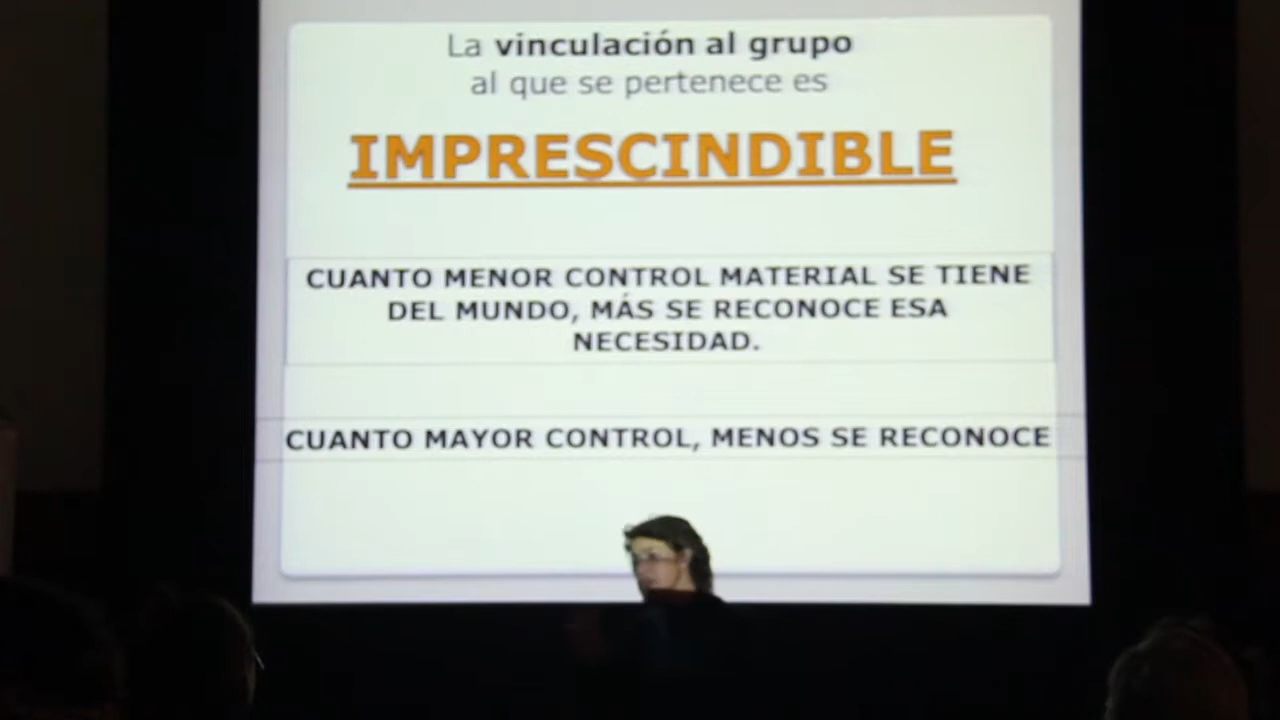 La vinculación al grupo
al que se pertenece es
IMPRESCINDIBLE
CUANTO MENOR CONTROL MATERIAL SE TIENE
DEL MUNDO, MÁS SE RECONOCE ESA
NECESIDAD.
CUANTO MAYOR CONTROL, MENOS SE RECONOCE